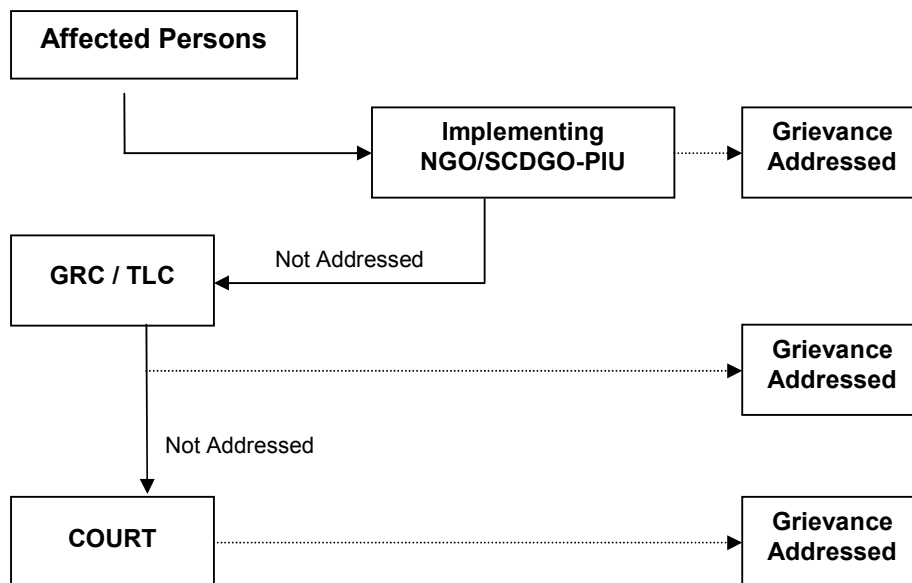 Affected Persons
Implementing
NGO/SCDGO-PIU
Grievance
Addressed
Not Addressed
GRC / TLC
Grievance
Addressed
Not Addressed
COURT
Grievance
Addressed